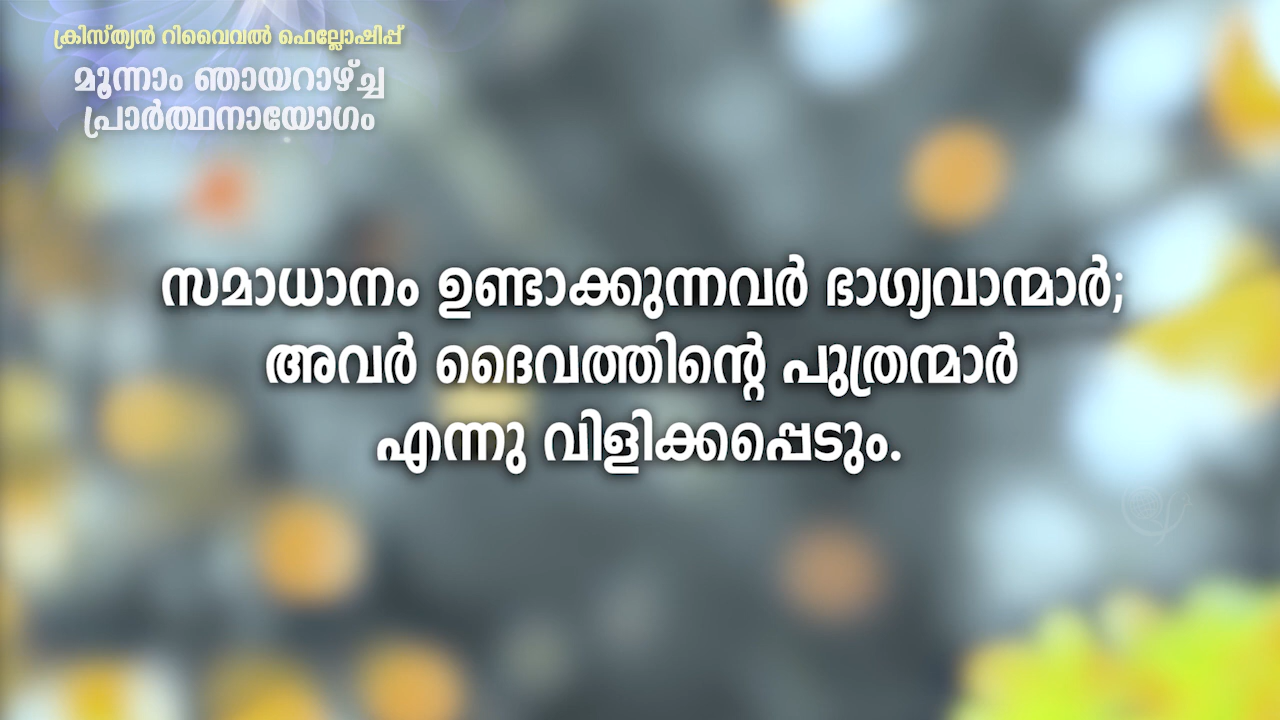 ക്രിസ്ത്യൻ റിവൈവൽ ഫെല്ലോഷിപ്പ്
മൂന്നാം ഞായറാഴ്ച്ച
പ്രാർത്ഥനായോഗം
സമാധാനം ഉണ്ടാക്കുന്നവർ ഭാഗ്യവാന്മാർ;
അവർ ദൈവത്തിന്റെ പുത്രന്മാർ
എന്നു വിളിക്കപ്പെടും.